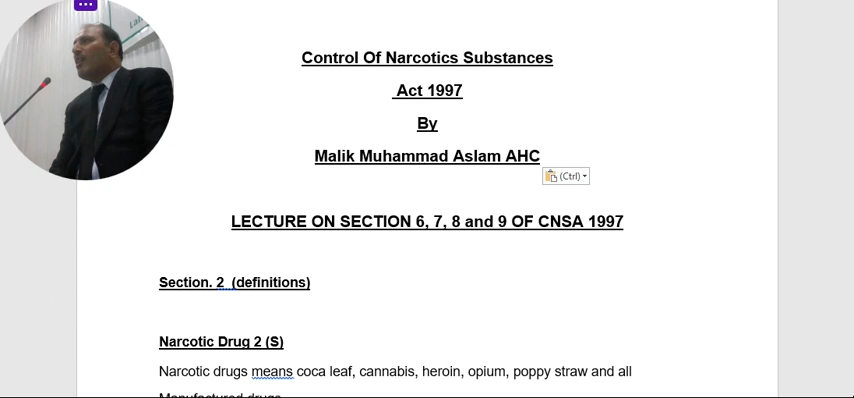 Control Of Narcotics Substances
Act 1997
By
Malik Muhammad Aslam AHC
(Ctrl)
LECTURE ON SECTION 6, 7, 8 and 9 OF CNSA 1997
Section. 2 (definitions)
Narcotic Drug 2 (S)
Narcotic drugs means coca leaf, cannabis, heroin, opium, poppy straw and all
Manufactured drugs